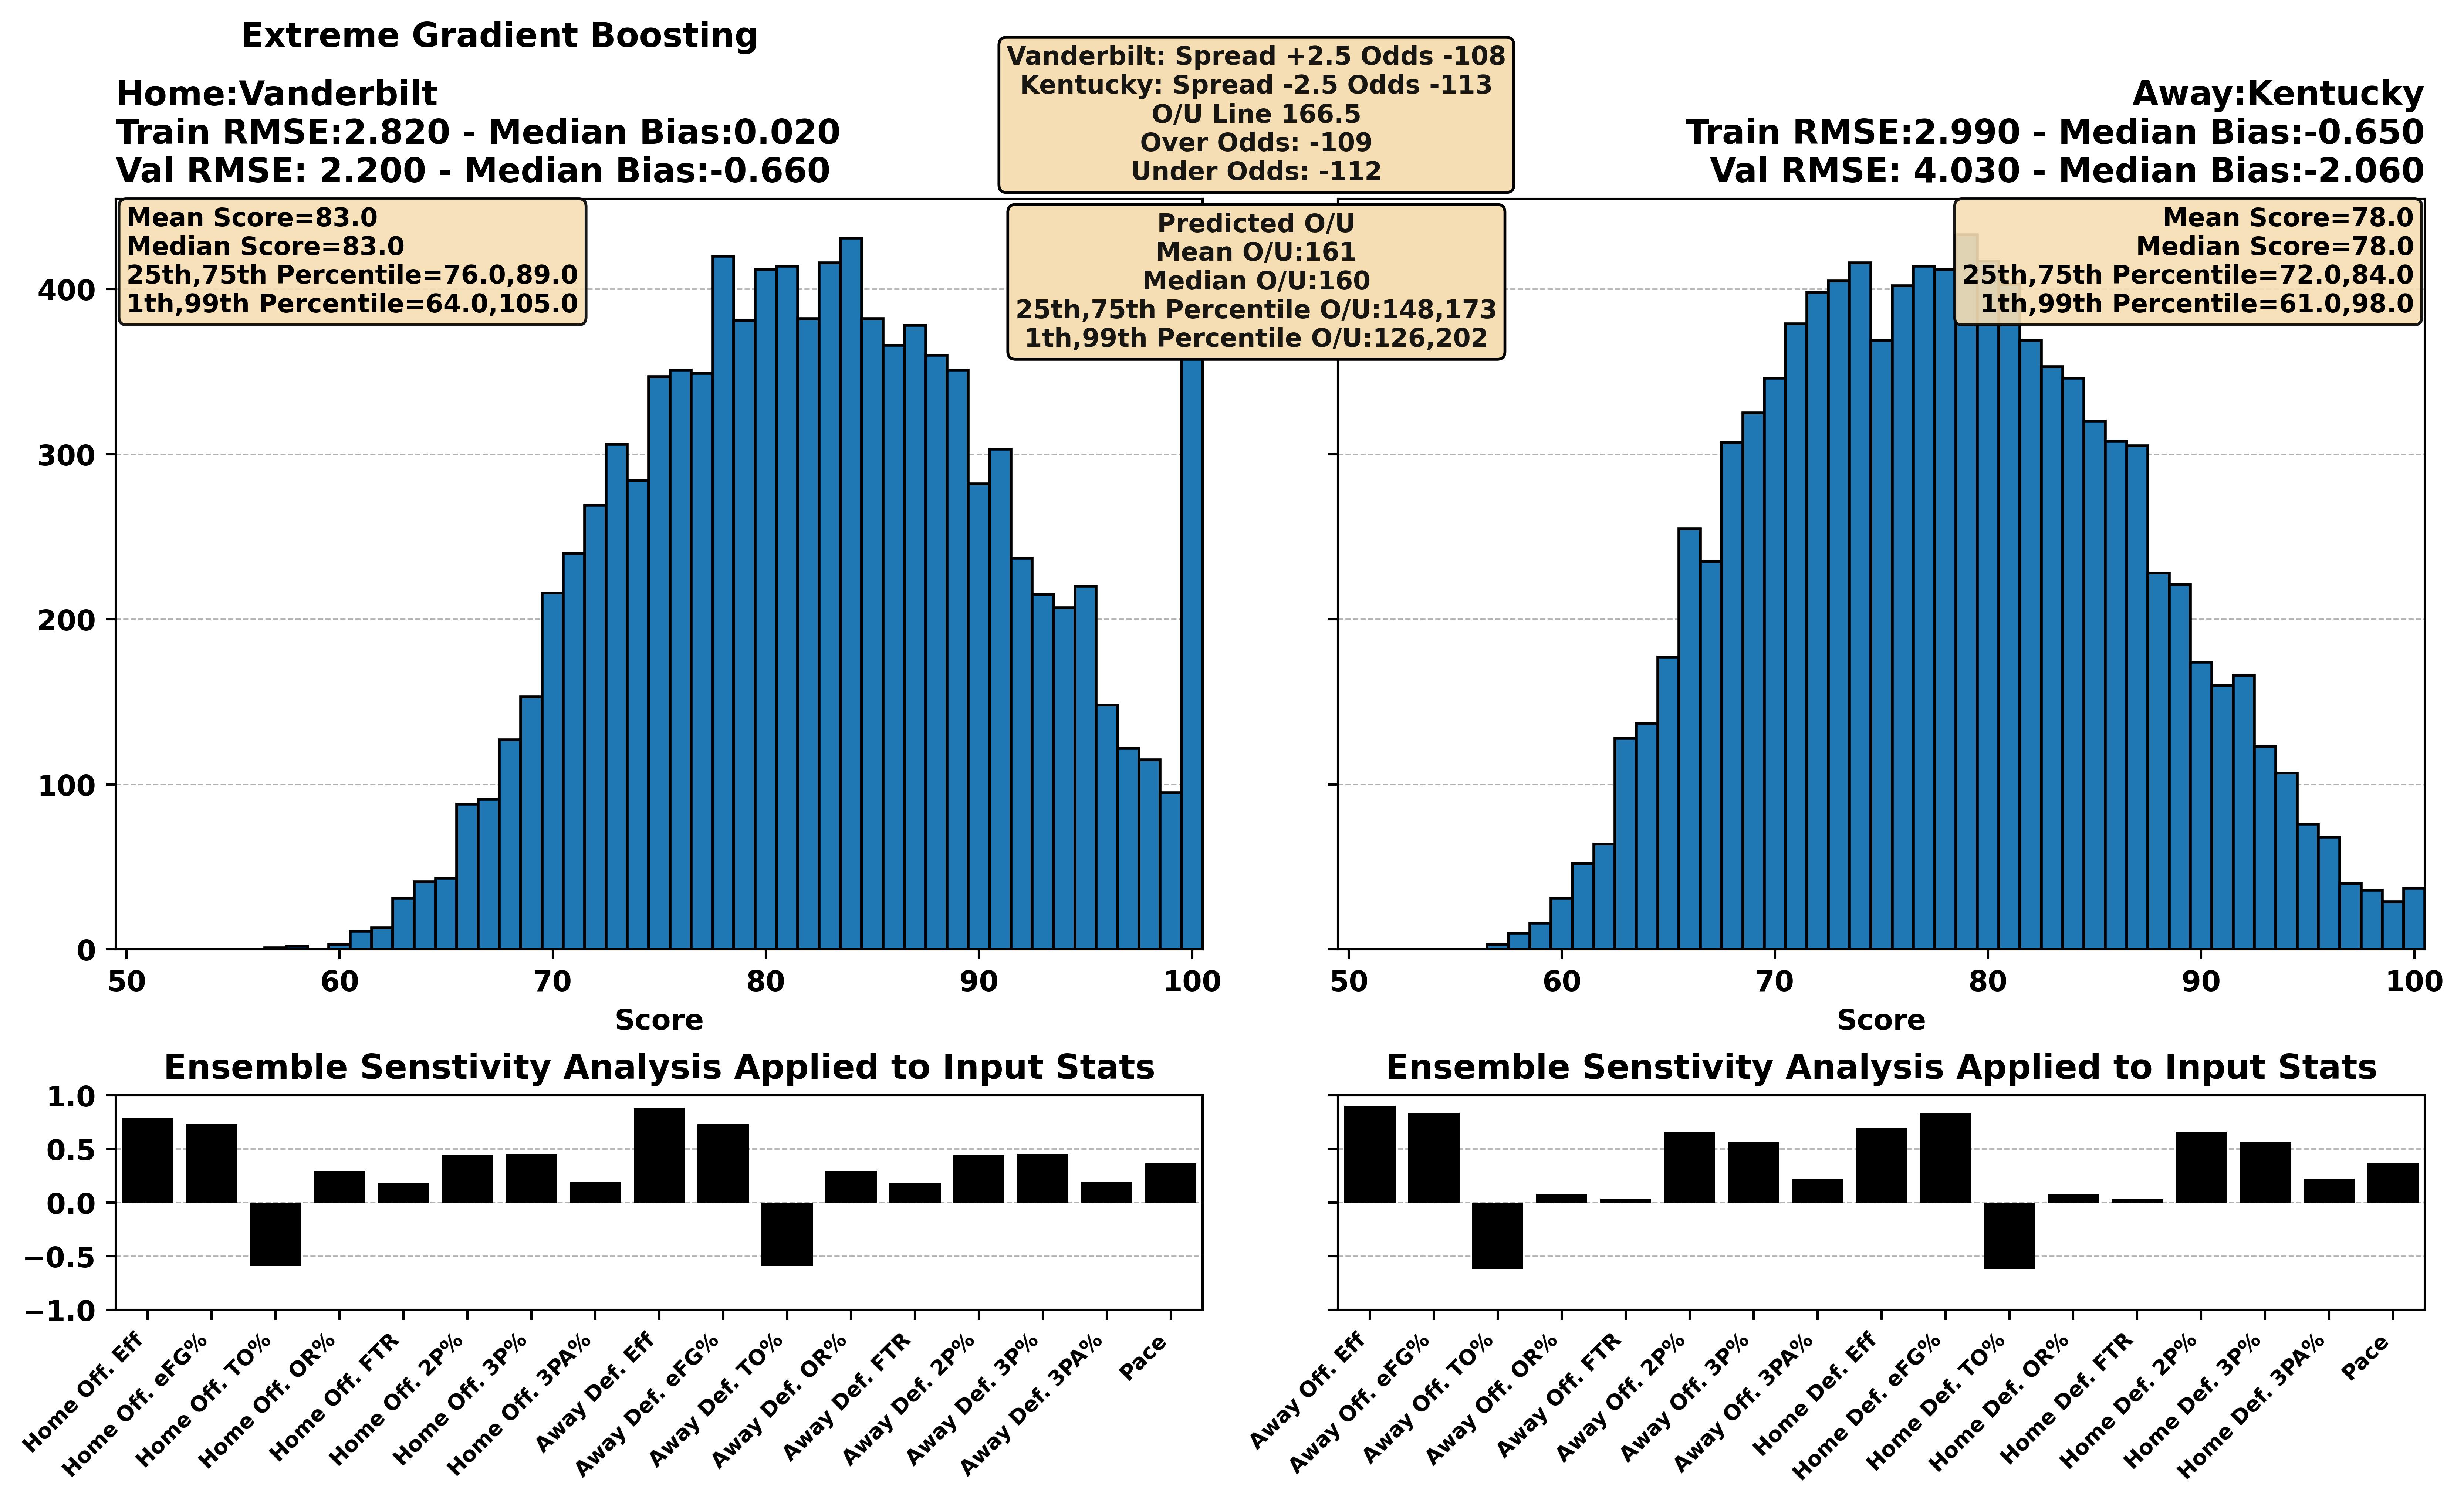 Extreme Gradient Boosting
Home:Vanderbilt
Train RMSE:2.820 - Median Bias:0.020
Val RMSE: 2.200 - Median Bias:-0.660
Vanderbilt: Spread +2.5 Odds -108
Kentucky: Spread -2.5 Odds -113
O/U Line 166.5
Over Odds: -109
Under Odds: -112
Away:Kentucky
Train RMSE:2.990 - Median Bias:-0.650
Val RMSE: 4.030 - Median Bias:-2.060
Mean Score=83.0
Median Score=83.0
25th,75th Percentile=76.0,89.0
1th,99th Percentile=64.0,105.0
Predicted O/U
Mean O/U:161
Median O/U:160
25th,75th Percentile O/U:148,173
1th,99th Percentile O/U:126,202
Mean Score=78.0
Median Score=78.0
25th,75th Percentile=72.0,84.0
1th,99th Percentile=61.0,98.0
400
300
200
100
0
50 60 70 80 90 100
Score
50 60 70 80 90 100
Score
Ensemble Senstivity Analysis Applied to Input Stats
1.0
0.5
0.0
−0.5
−1.0
Home Off. Eff
Home Off. eFG%
Home Off. TO%
Home Off. OR%
Home Off. FTR
Home Off. 2P%
Home Off. 3P%
Home Off. 3PA%
Away Def. Eff
Away Def. eFG%
Away Def. TO%
Away Def. OR%
Away Def. FTR
Away Def. 2P%
Away Def. 3P%
Away Def. 3PA%
Pace
Ensemble Senstivity Analysis Applied to Input Stats
Away Off. Eff
Away Off. eFG%
Away Off. TO%
Away Off. OR%
Away Off. FTR
Away Off. 2P%
Away Off. 3P%
Away Off. 3PA%
Home Def. Eff
Home Def. eFG%
Home Def. TO%
Home Def. OR%
Home Def. FTR
Home Def. 2P%
Home Def. 3P%
Home Def. 3PA%
Pace